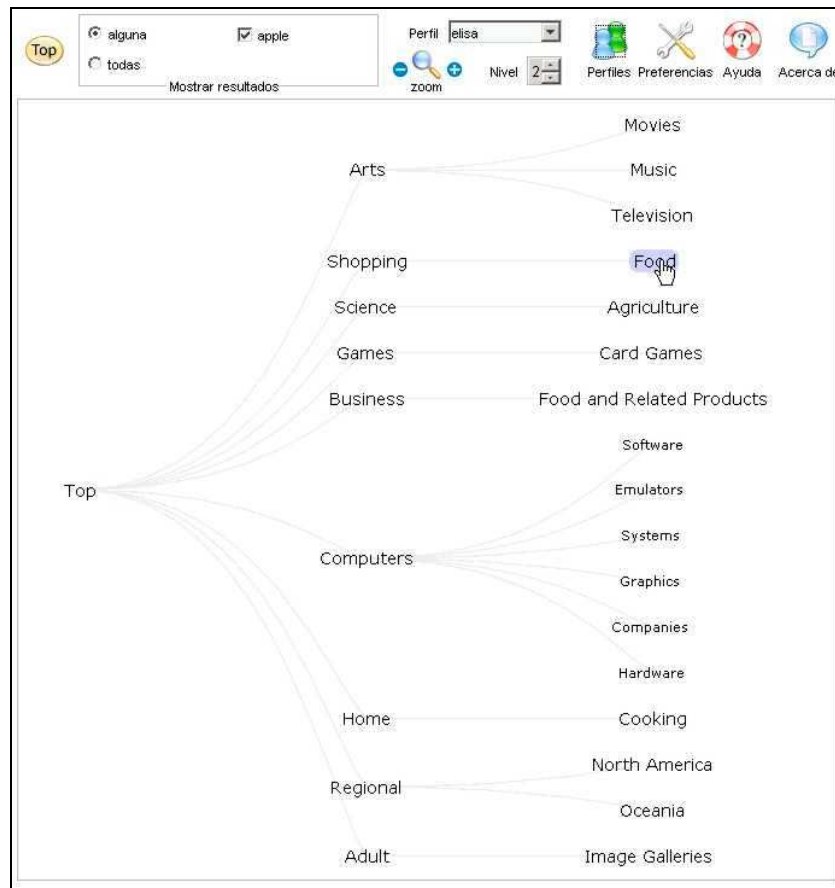 Top
alguna
apple
todas
Mostrar resultados
Perfil elisa
zoom
Nivel 2
Perfiles
Preferencias
Ayuda
Acerca de
Movies
Arts
Music
Television
Shopping
Food
Science
Agriculture
Games
Card Games
Business
Food and Related Products
Software
Top
Emulators
Systems
Computers
Graphics
Companies
Hardware
Home
Cooking
North America
Regional
Oceania
Adult
Image Galleries